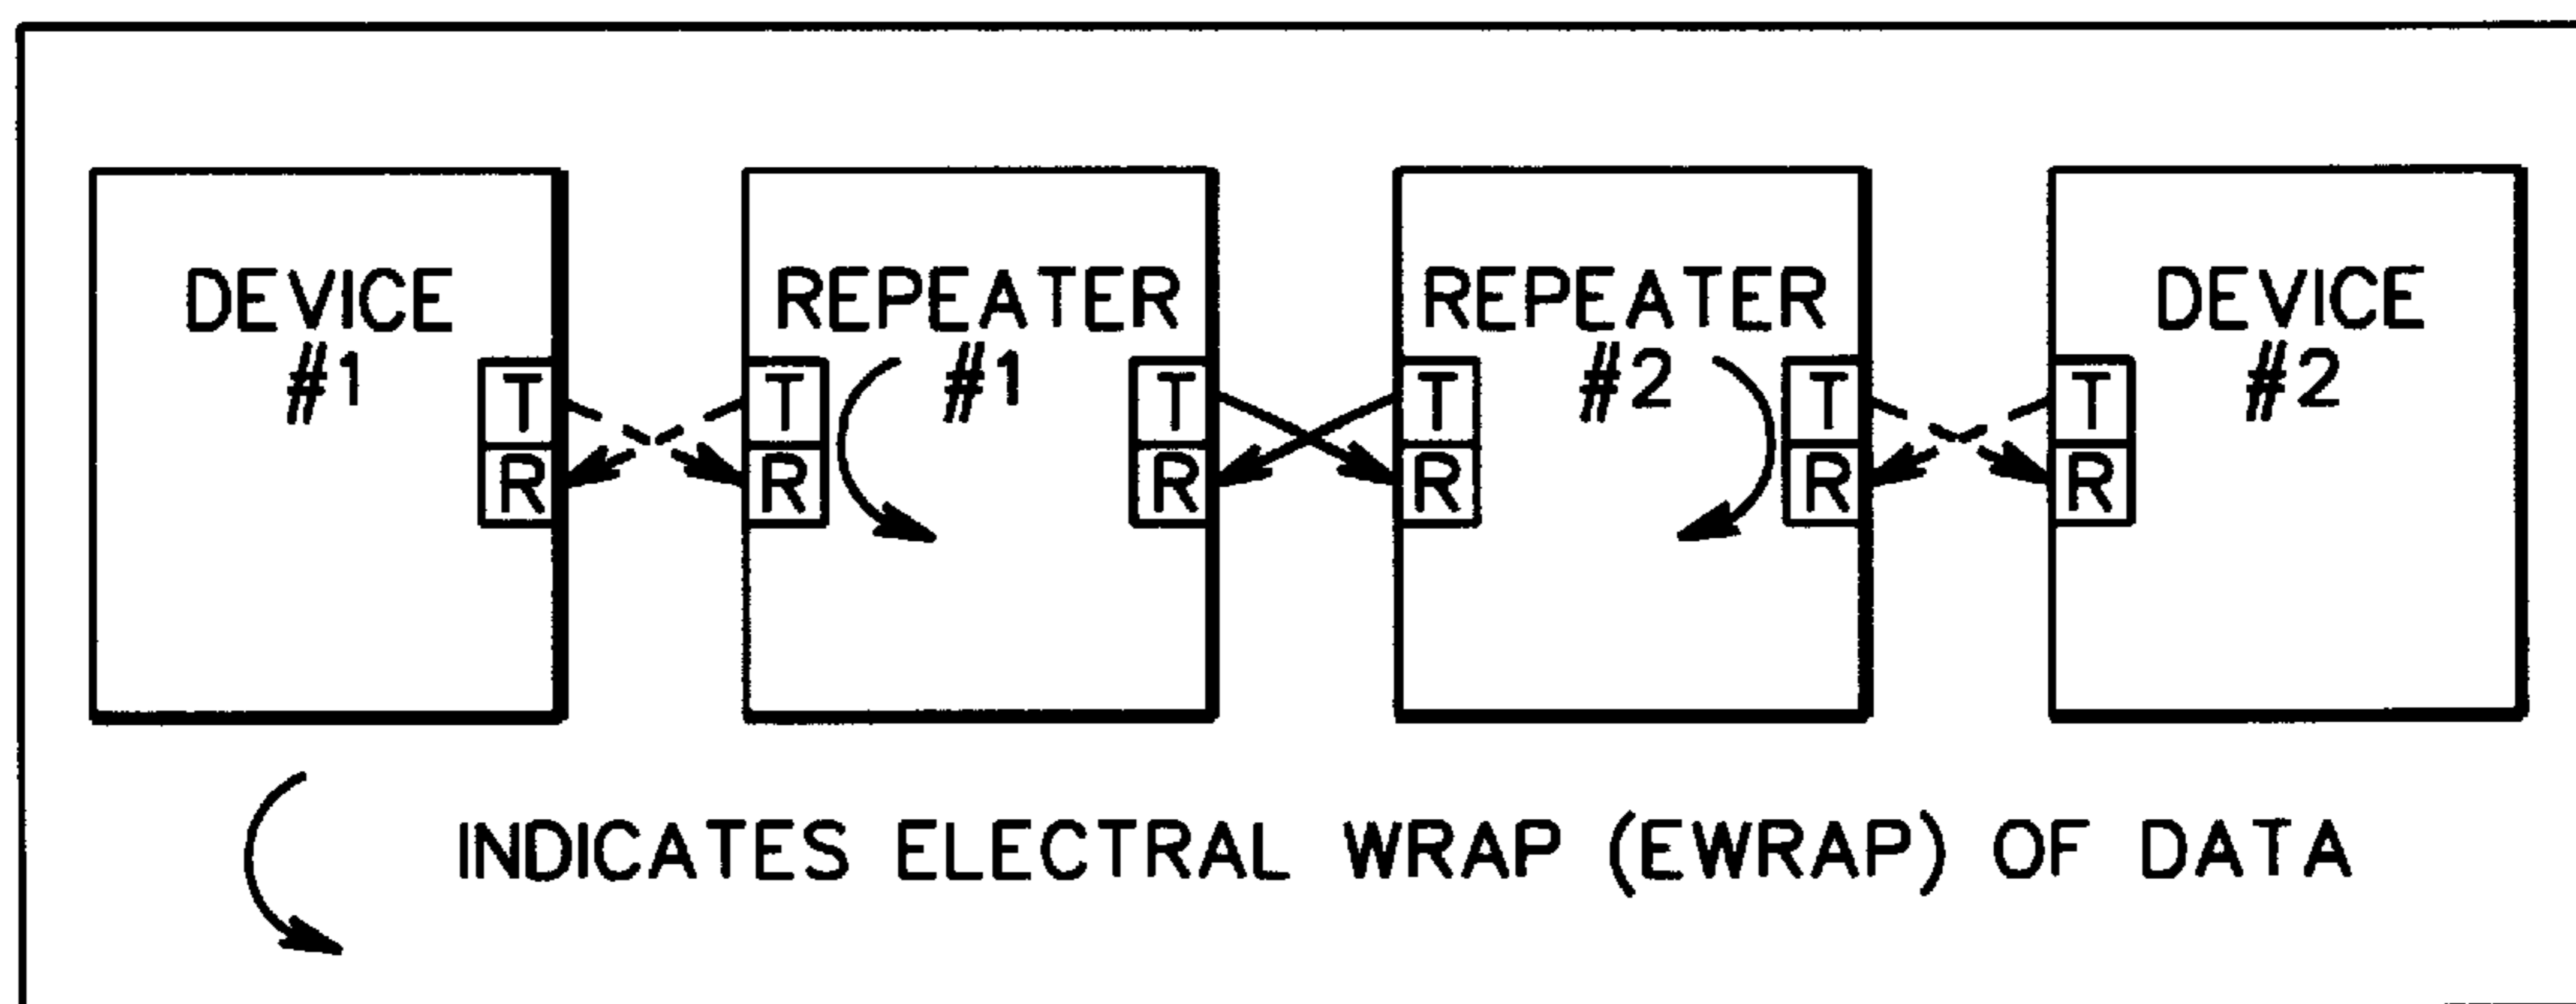 DEVICE #1
REPEATER #1
REPEATER #2
DEVICE #2
T
R
T
R
T
R
T
R
T
R
T
R
INDICATES ELECTRAL WRAP (EWRAP) OF DATA